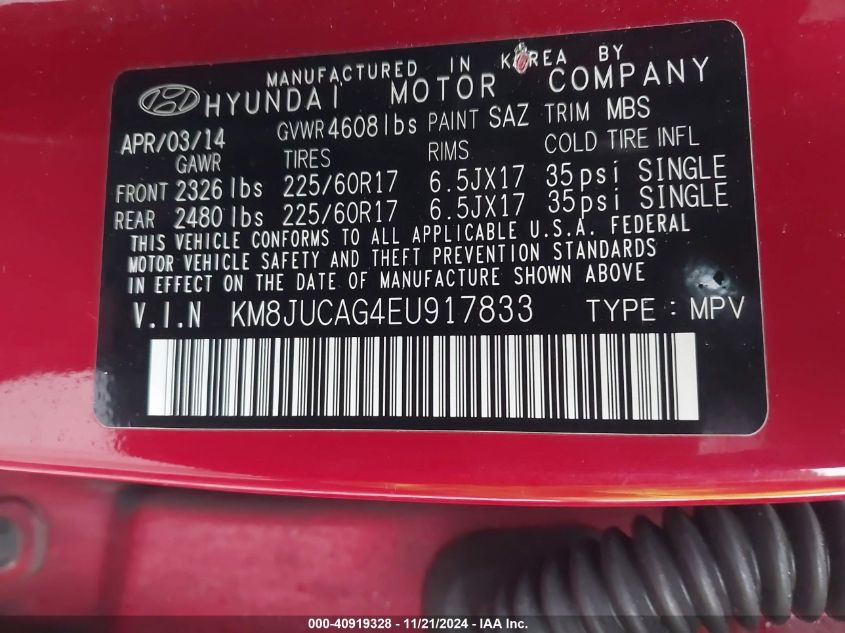 MANUFACTURED IN KOREA BY
HYUNDAI MOTOR COMPANY
APR/03/14 GVWR 4608 lbs PAINT SAZ TRIM MBS
GAWR TIRES RIMS COLD TIRE INFL
FRONT 2326 lbs 225/60R17 6.5JX17 35psi SINGLE
REAR 2480 lbs 225/60R17 6.5JX17 35psi SINGLE
THIS VEHICLE CONFORMS TO ALL APPLICABLE U.S.A. FEDERAL
MOTOR VEHICLE SAFETY AND THEFT PREVENTION STANDARDS
IN EFFECT ON THE DATE OF MANUFACTURE SHOWN ABOVE
V.I.N KM8JUCAG4EU917833 TYPE : MPV
000-40919328 - 11/21/2024 - IAA Inc.